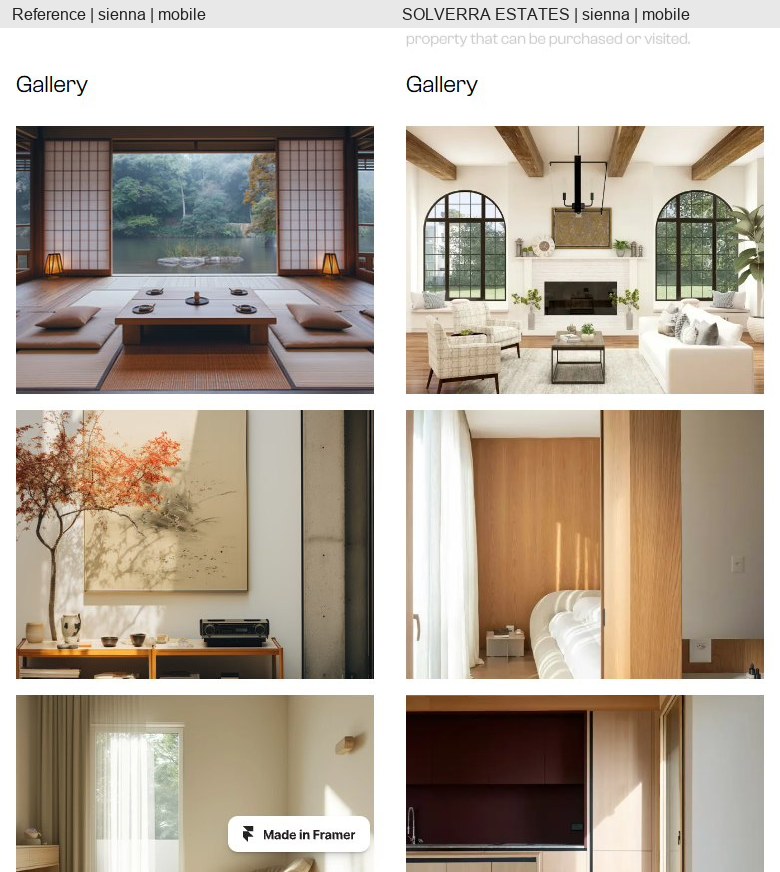 Reference | sienna | mobile
SOLVERRA ESTATES | sienna | mobile
property that can be purchased or visited.
Gallery
Gallery
Made in Framer